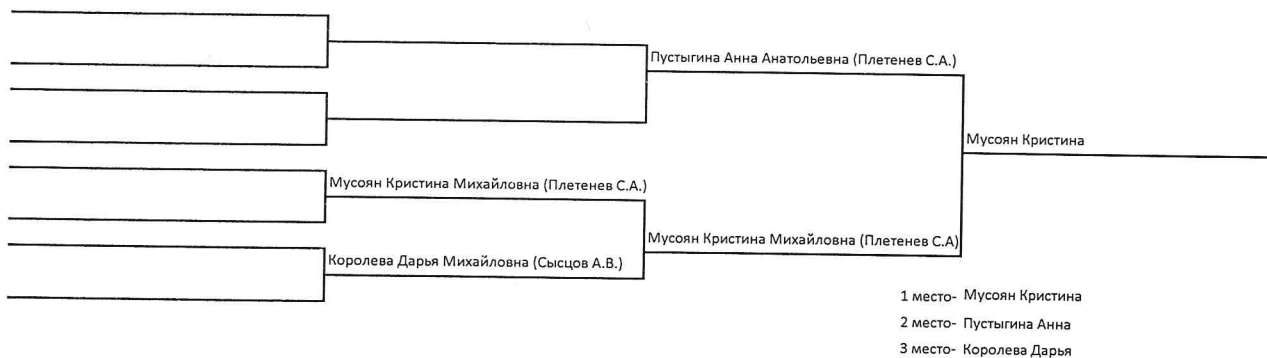 Пустыгина Анна Анатольевна (Плетенев С.А.)
Мусоян Кристина
Мусоян Кристина Михайловна (Плетенев С.А.)
Мусоян Кристина Михайловна (Плетенев С.А)
Королева Дарья Михайловна (Сысцов А.В.)
1 место- Мусоян Кристина
2 место- Пустыгина Анна
3 место- Королева Дарья